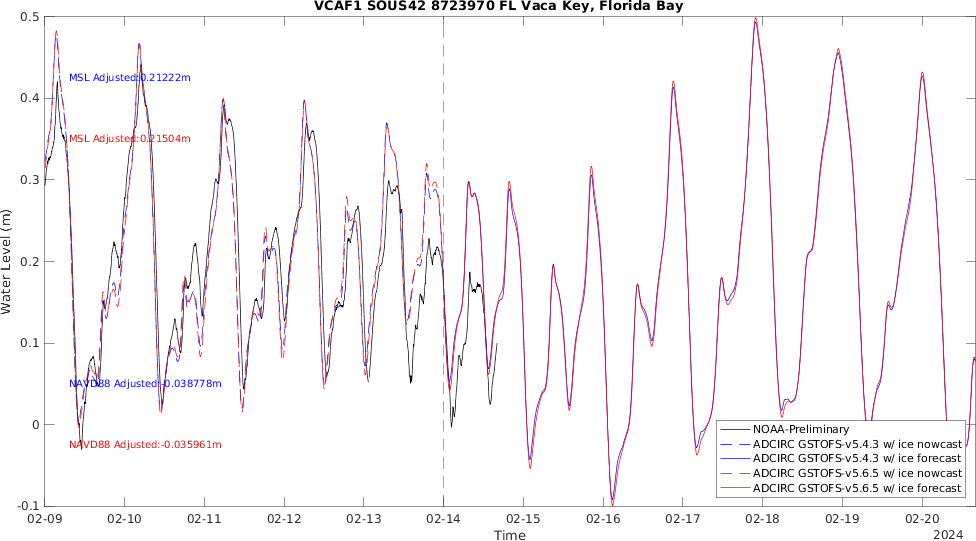 VCAF1 SOUS42 8723970 FL Vaca Key, Florida Bay
Water Level (m)
0.5
0.4
0.3
0.2
0.1
0
-0.1
MSL Adjusted:0.21222m
MSL Adjusted:0.21504m
NAVD88 Adjusted:-0.038778m
NAVD88 Adjusted:-0.035961m
NOAA-Preliminary
ADCIRC GSTOFS-v5.4.3 w/ ice nowcast
ADCIRC GSTOFS-v5.4.3 w/ ice forecast
ADCIRC GSTOFS-v5.6.5 w/ ice nowcast
ADCIRC GSTOFS-v5.6.5 w/ ice forecast
02-09 02-10 02-11 02-12 02-13 02-14 02-15 02-16 02-17 02-18 02-19 02-20
Time
2024